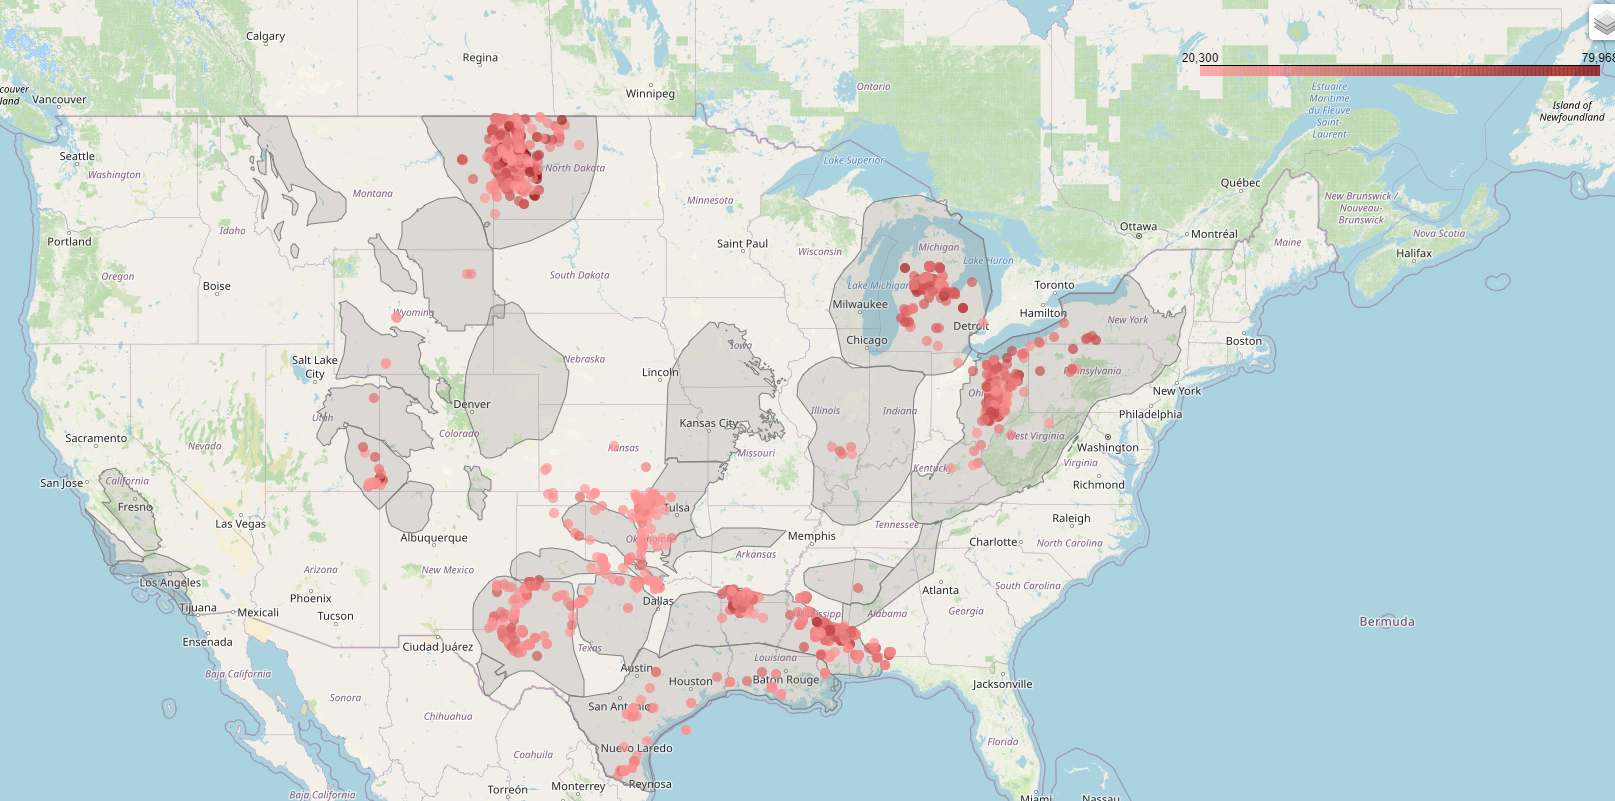 Calgary
Regina
20,300
79,968
Ontario
Winnipeg
Estuaire
Maritime
du Fleuve
Saint-
Laurent
Vancouver
Island of
Newfoundland
Seattle
Washington
North Dakota
Lake Superior
Montana
Minnesota
Québec
New Brunswick /
Nouveau-
Brunswick
Idaho
Portland
Ottawa
Montréal
Nova Scotia
Saint Paul
Wisconsin
Michigan
Maine
Halifax
Lake Huron
Oregon
South Dakota
Boise
Lake Michigan
Toronto
Milwaukee
Wyoming
Hamilton
New York
Detroit
Chicago
Boston
Iowa
Salt Lake
City
Nebraska
Lincoln
Pennsylvania
New York
Denver
Utah
Illinois
Indiana
Philadelphia
Kansas City
Sacramento
Nevada
Colorado
Kansas
Missouri
West Virginia
Washington
Kentucky
Virginia
San Jose
California
Richmond
Fresno
Tulsa
Las Vegas
Raleigh
Albuquerque
Oklahoma
Memphis
Tennessee
Charlotte
North Carolina
Arkansas
Arizona
New Mexico
Los Angeles
Atlanta
South Carolina
Phoenix
Dallas
Tijuana
Mexicali
Tucson
Mississippi
Alabama
Georgia
Bermuda
Ensenada
Ciudad Juárez
Texas
Louisiana
Austin
Baja California
Houston
Baton Rouge
Jacksonville
Sonora
San Antonio
Chihuahua
Florida
Nuevo Laredo
Coahuila
Reynosa
Torreón
Monterrey
Baja California
Miami
Nassau